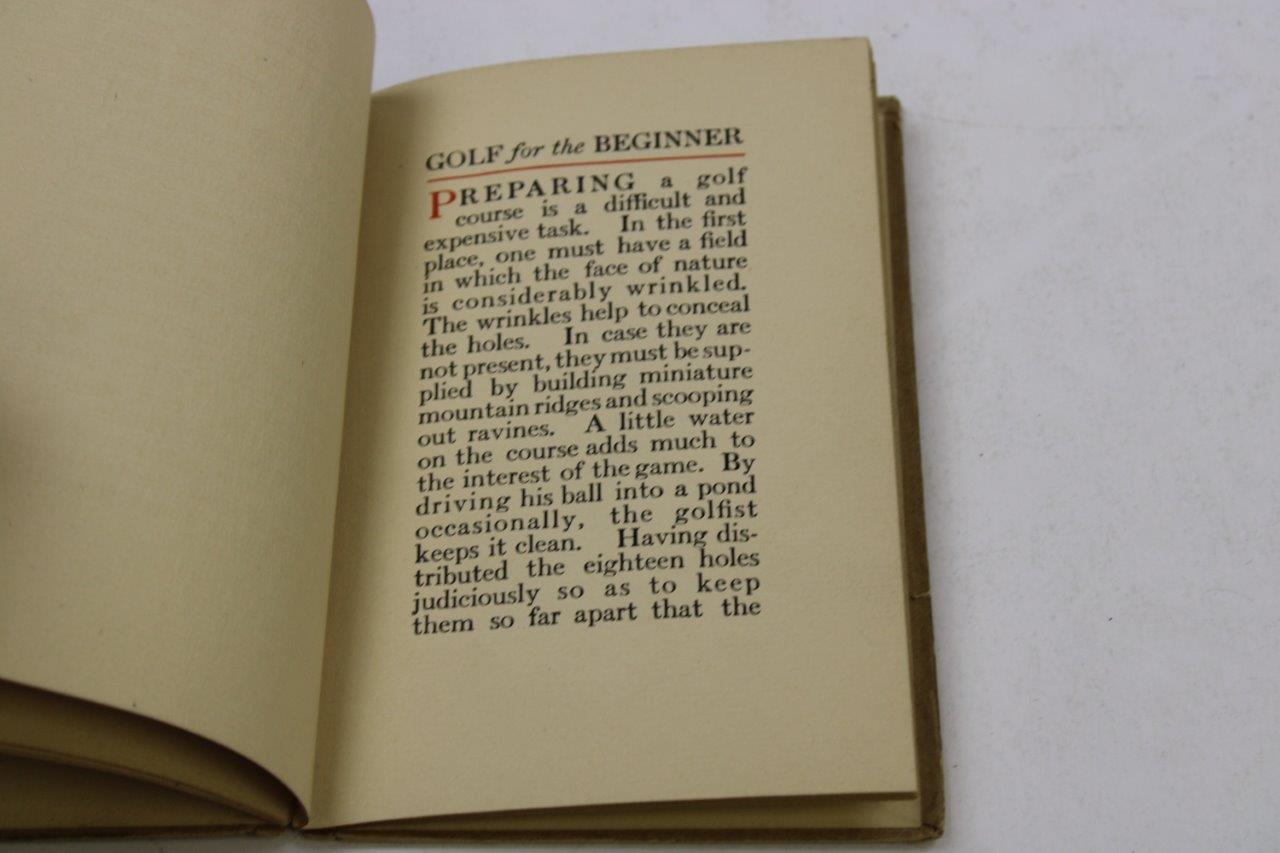 GOLF for the BEGINNER
PREPARING a golf
course is a difficult and
expensive task. In the first
place, one must have a field
in which the face of nature
is considerably wrinkled.
The wrinkles help to conceal
the holes. In case they are
not present, they must be sup-
plied by building miniature
mountain ridges and scooping
out ravines. A little water
on the course adds much to
the interest of the game. By
driving his ball into a pond
occasionally, the golfist
keeps it clean. Having dis-
tributed the eighteen holes
judiciously so as to keep
them so far apart that the